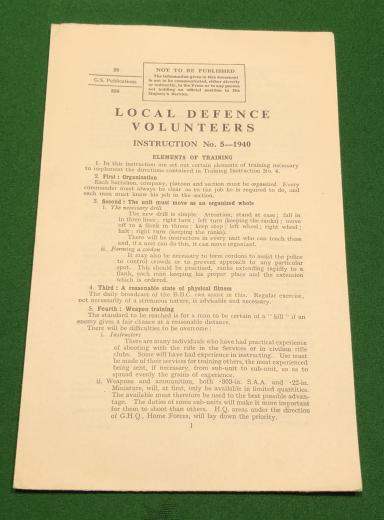 26
G.S. Publications
224
NOT TO BE PUBLISHED
The information given in this document
is not to be communicated, either directly
or indirectly, to the Press or to any person
not holding an official position in His
Majesty's Service.
LOCAL DEFENCE
VOLUNTEERS
INSTRUCTION No. 5—1940
ELEMENTS OF TRAINING
1. In this instruction are set out certain elements of training necessary
to implement the directions contained in Training Instruction No. 4.
2. First: Organization
Each battalion, company, platoon and section must be organized. Every
commander must always be clear as to the job he is required to do, and
each man must know his job in the section.
3. Second: The unit must move as an organized whole
i. The necessary drill
The new drill is simple. Attention, stand at ease; fall in
in three lines; right turn; left turn (keeping the ranks); move
off to a flank in threes; keep step; left wheel; right wheel;
halt; right turn (keeping the ranks).
There will be instructors in every unit who can teach these
and, if a unit can do this, it can move organized.
ii. Forming a cordon
It may also be necessary to form cordons to assist the police
to control crowds or to prevent approach to any particular
spot. This should be practised, ranks extending rapidly to a
flank, each man keeping his proper place and the extension
which is ordered.
4. Third: A reasonable state of physical fitness
The daily broadcast of the B.B.C. can assist in this. Regular exercise,
not necessarily of a strenuous nature, is advisable and necessary.
5. Fourth: Weapon training
The standard to be reached is for a man to be certain of a "kill" if an
enemy gives a fair chance at a reasonable distance.
There will be difficulties to be overcome:
i. Instructors
There are many individuals who have had practical experience
of shooting with the rifle in the Services or in civilian rifle
clubs. Some will have had experience in instructing. Use must
be made of their services for training others, the most experienced
being sent, if necessary, from sub-unit to sub-unit, so as to
spread evenly the grains of experience.
ii. Weapons and ammunition, both ·303-in. S.A.A. and ·22-in.
Miniature, will, at first, only be available in limited quantities.
The available must therefore be used to the best possible advan-
tage. The duties of some sub-units will make it more important
for them to shoot than others. H.Q. areas under the direction
of G.H.Q., Home Forces, will lay down the priority.
1